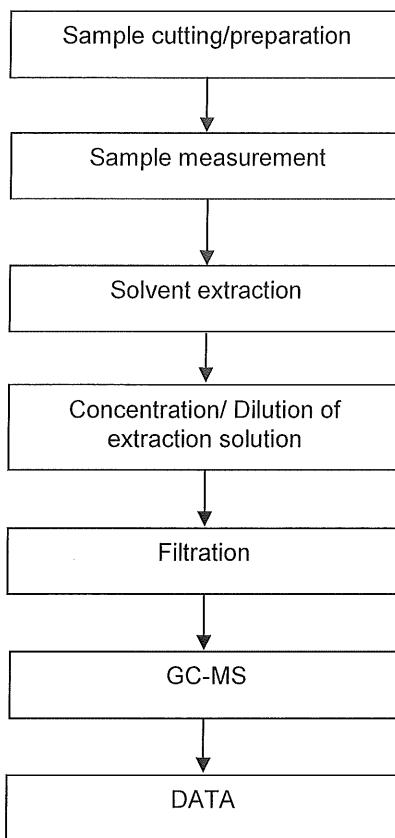 Sample cutting/preparation
Sample measurement
Solvent extraction
Concentration/ Dilution of
extraction solution
Filtration
GC-MS
DATA